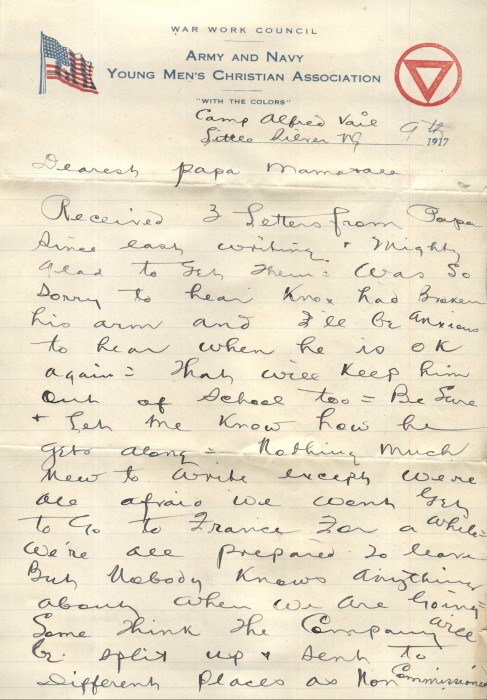 WAR WORK COUNCIL
ARMY AND NAVY
YOUNG MEN'S CHRISTIAN ASSOCIATION
"WITH THE COLORS"
Camp Alfred Vail
Little Silver NJ 9th 1917
Dearest Papa Mama & all
Received 3 Letters from Papa
Since last writing & Mighty
glad to Get Them = Was So
Sorry to hear Knox had Broken
his arm and I'll be anxious
to hear when he is OK
again = That will Keep him
out of School too = Be Sure
& Let Me Know how he
Gets along = Nothing Much
New to write except we're
all afraid we wont Get
to Go to France For a while =
We're all prepared to leave
But Nobody Knows anything
about when we are Going =
Some Think The Company will
be split up & sent to
Different places as Non Commissioned